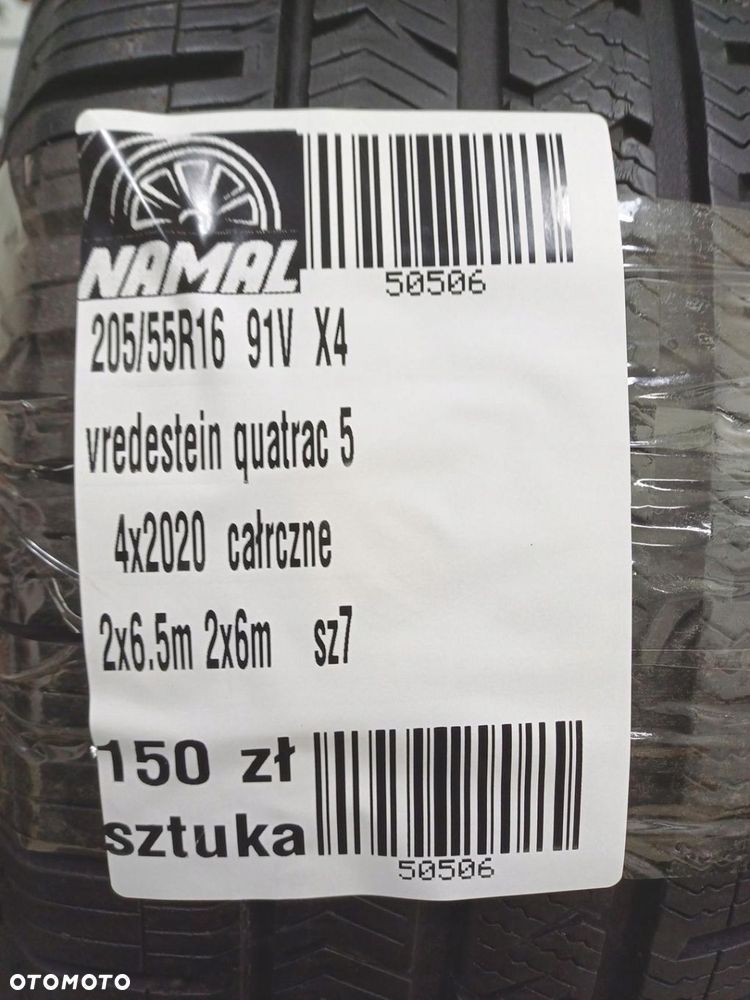 NAMAL
50506
205/55R16 91V X4
vredestein quatrac 5
4x2020 całrczne
2x6.5m 2x6m sz7
150 zł
sztuka
50506
OTOMOTO